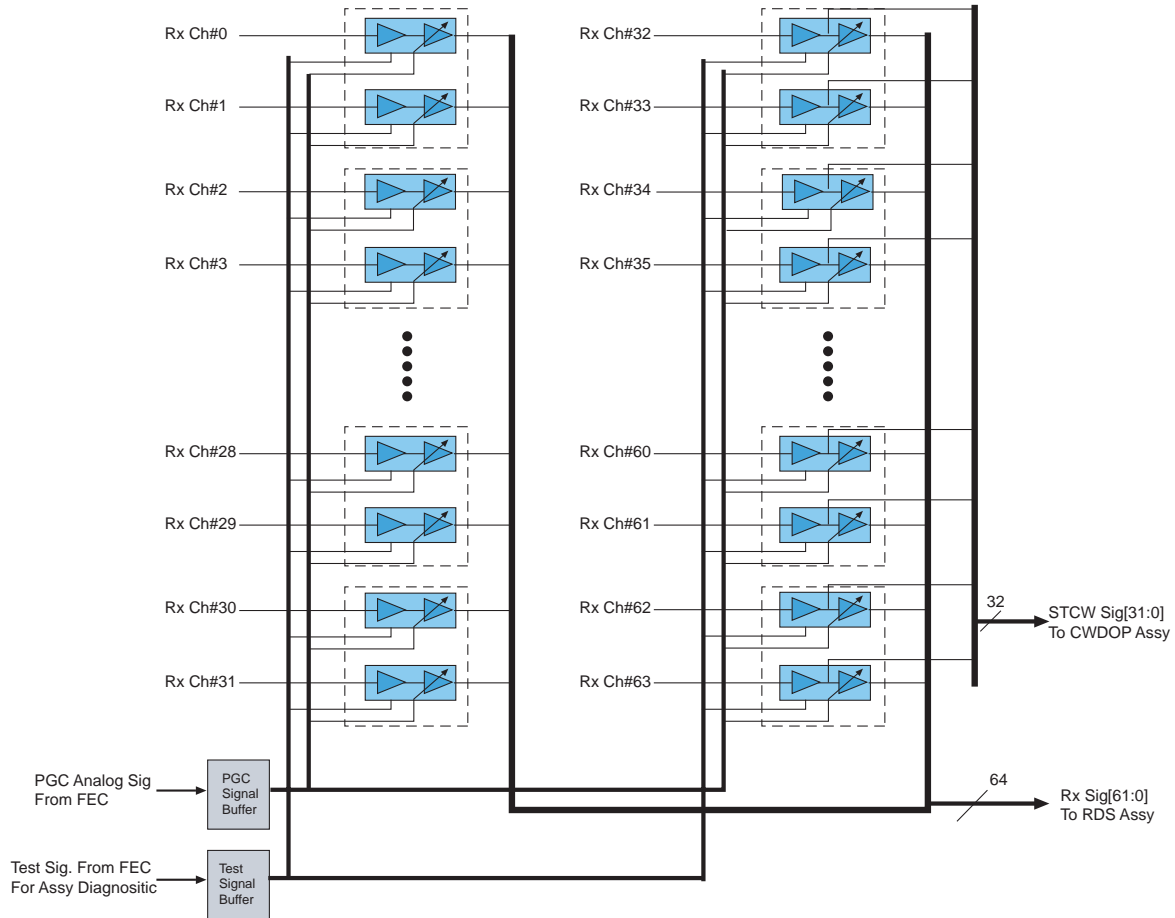 Rx Ch#0
Rx Ch#1
Rx Ch#2
Rx Ch#3
Rx Ch#28
Rx Ch#29
Rx Ch#30
Rx Ch#31
Rx Ch#32
Rx Ch#33
Rx Ch#34
Rx Ch#35
Rx Ch#60
Rx Ch#61
Rx Ch#62
Rx Ch#63
32
STCW Sig[31:0]
To CWDOP Assy
PGC Analog Sig
From FEC
PGC
Signal
Buffer
64
Rx Sig[61:0]
To RDS Assy
Test Sig. From FEC
For Assy Diagnositic
Test
Signal
Buffer